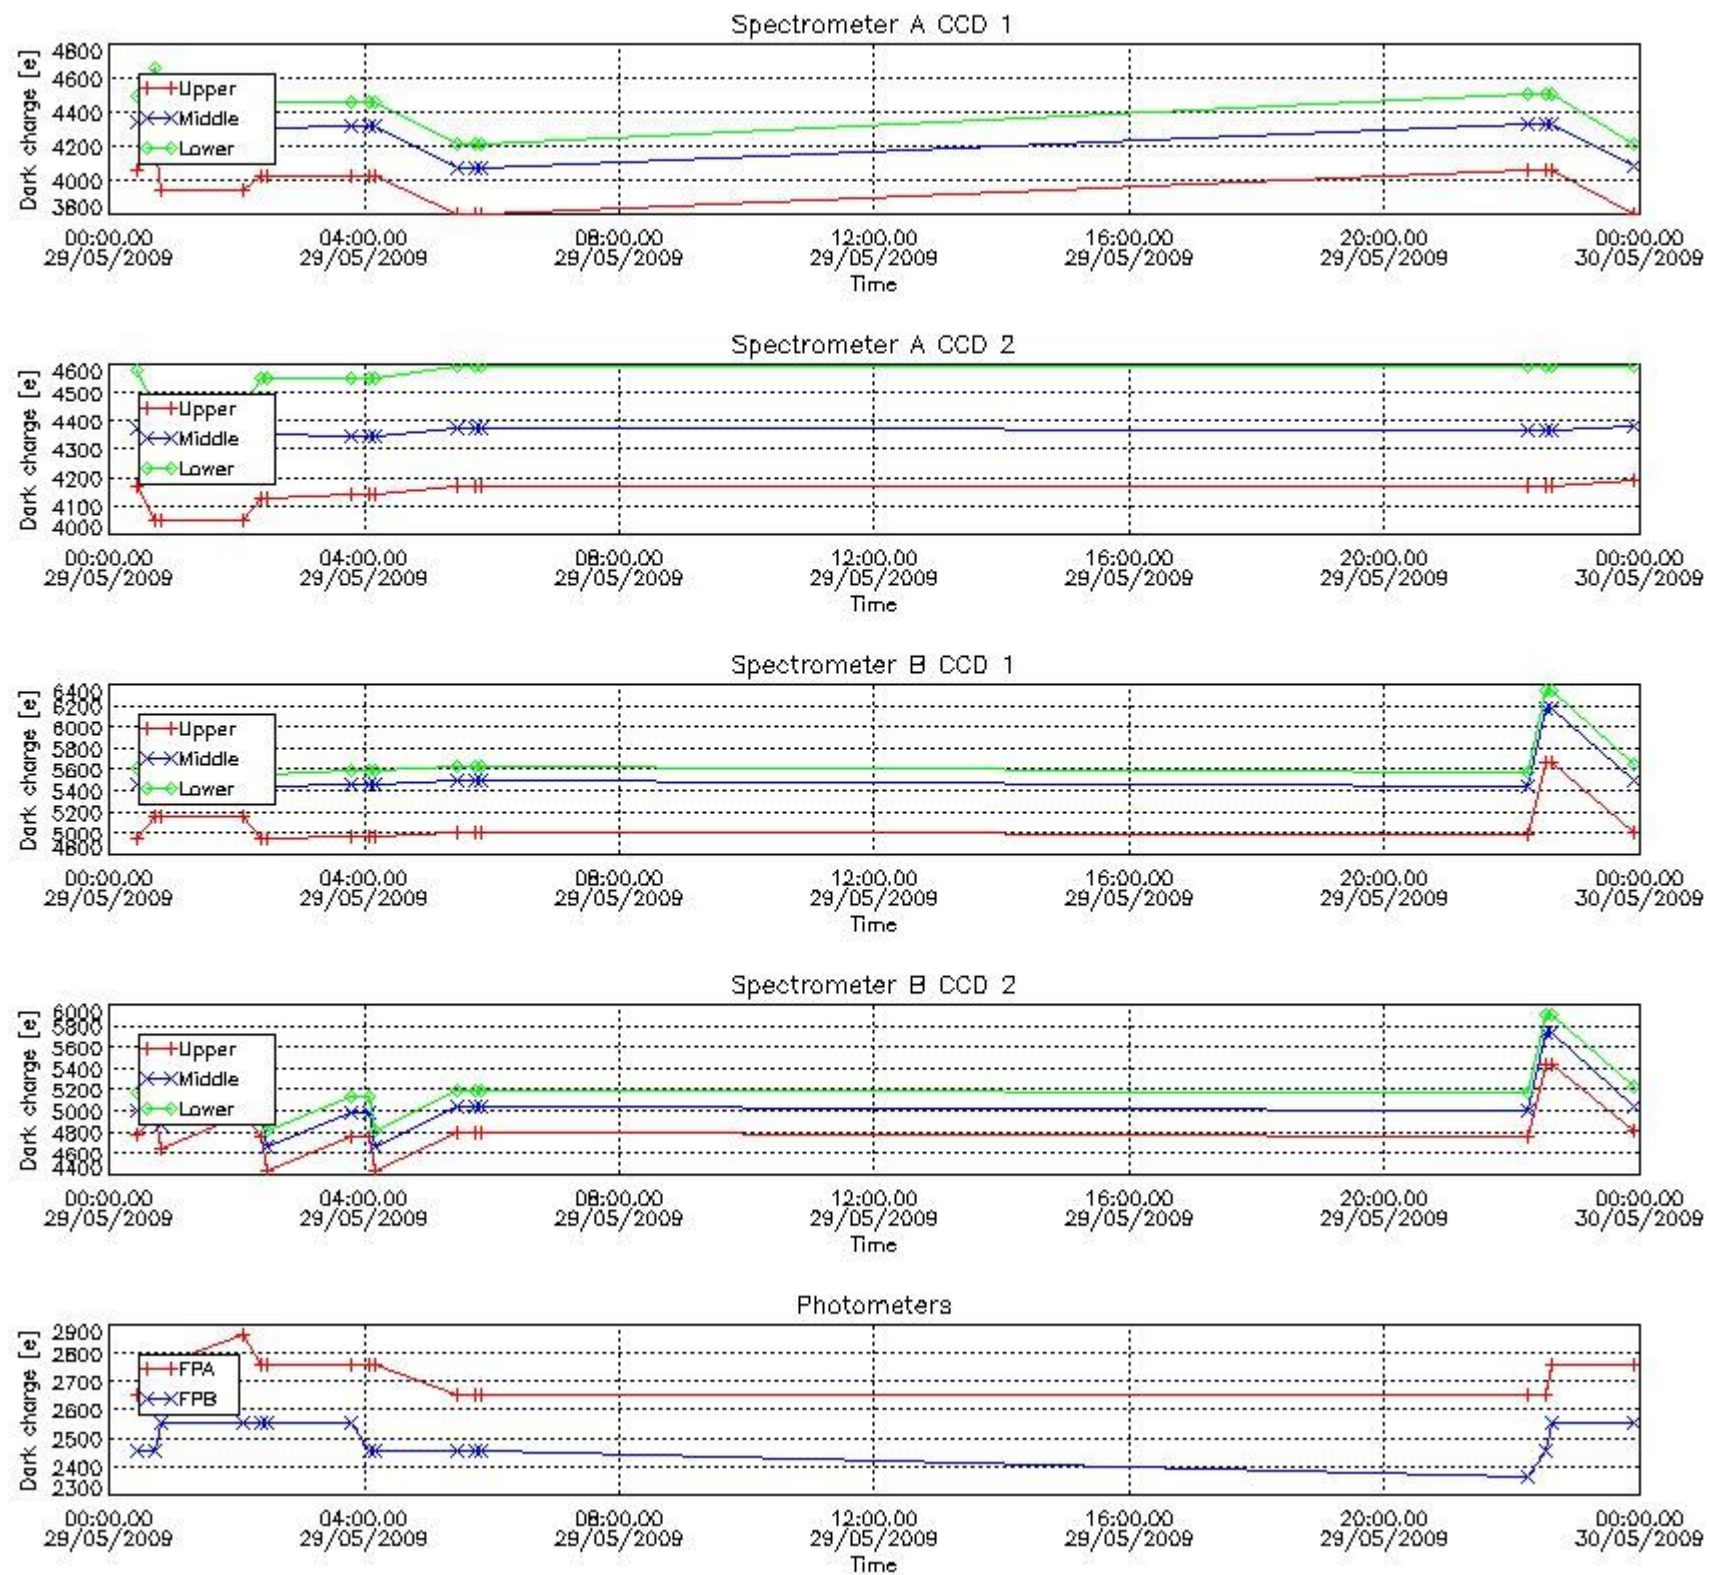 Spectrometer A CCD 1
Dark charge [e]
4800
4600
4400
4200
4000
3800
Upper
Middle
Lower
00:00.00 04:00.00 08:00.00 12:00.00 16:00.00 20:00.00 00:00.00
29/05/2009 29/05/2009 29/05/2009 29/05/2009 29/05/2009 29/05/2009 30/05/2009
Time
Spectrometer A CCD 2
Dark charge [e]
4600
4500
4400
4300
4200
4100
4000
Upper
Middle
Lower
00:00.00 04:00.00 08:00.00 12:00.00 16:00.00 20:00.00 00:00.00
29/05/2009 29/05/2009 29/05/2009 29/05/2009 29/05/2009 29/05/2009 30/05/2009
Time
Spectrometer B CCD 1
Dark charge [e]
6400
6200
6000
5800
5600
5400
5200
5000
4800
Upper
Middle
Lower
00:00.00 04:00.00 08:00.00 12:00.00 16:00.00 20:00.00 00:00.00
29/05/2009 29/05/2009 29/05/2009 29/05/2009 29/05/2009 29/05/2009 30/05/2009
Time
Spectrometer B CCD 2
Dark charge [e]
6000
5800
5600
5400
5200
5000
4800
4600
4400
Upper
Middle
Lower
00:00.00 04:00.00 08:00.00 12:00.00 16:00.00 20:00.00 00:00.00
29/05/2009 29/05/2009 29/05/2009 29/05/2009 29/05/2009 29/05/2009 30/05/2009
Time
Photometers
Dark charge [e]
2900
2800
2700
2600
2500
2400
2300
FPA
FPB
00:00.00 04:00.00 08:00.00 12:00.00 16:00.00 20:00.00 00:00.00
29/05/2009 29/05/2009 29/05/2009 29/05/2009 29/05/2009 29/05/2009 30/05/2009
Time